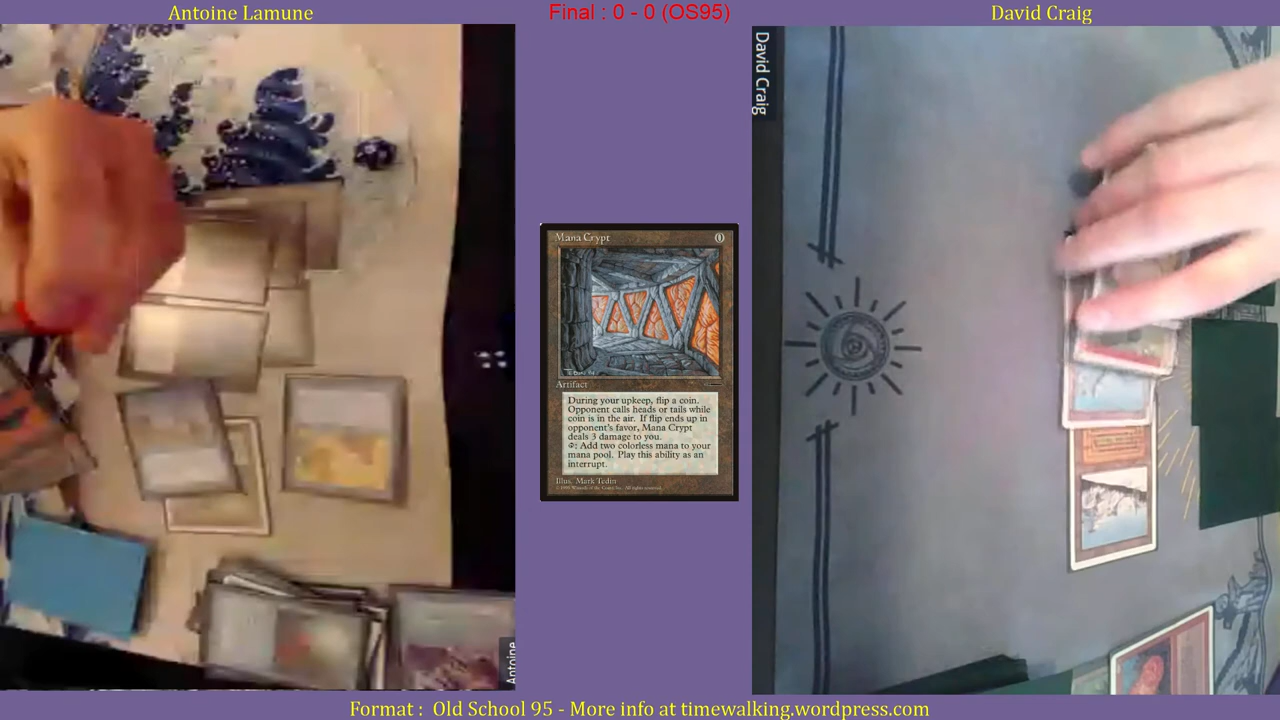 Antoine Lamune
Final : 0 - 0 (OS95)
David Craig
David Craig
Mana Crypt
0
Artifact
During your upkeep, flip a coin.
Opponent calls heads or tails while
coin is in the air. If flip ends up in
opponent's favor, Mana Crypt
deals 3 damage to you.
: Add two colorless mana to your
mana pool. Play this ability as an
interrupt.
Illus. Mark Tedin
Antoine
Format : Old School 95 - More info at timewalking.wordpress.com